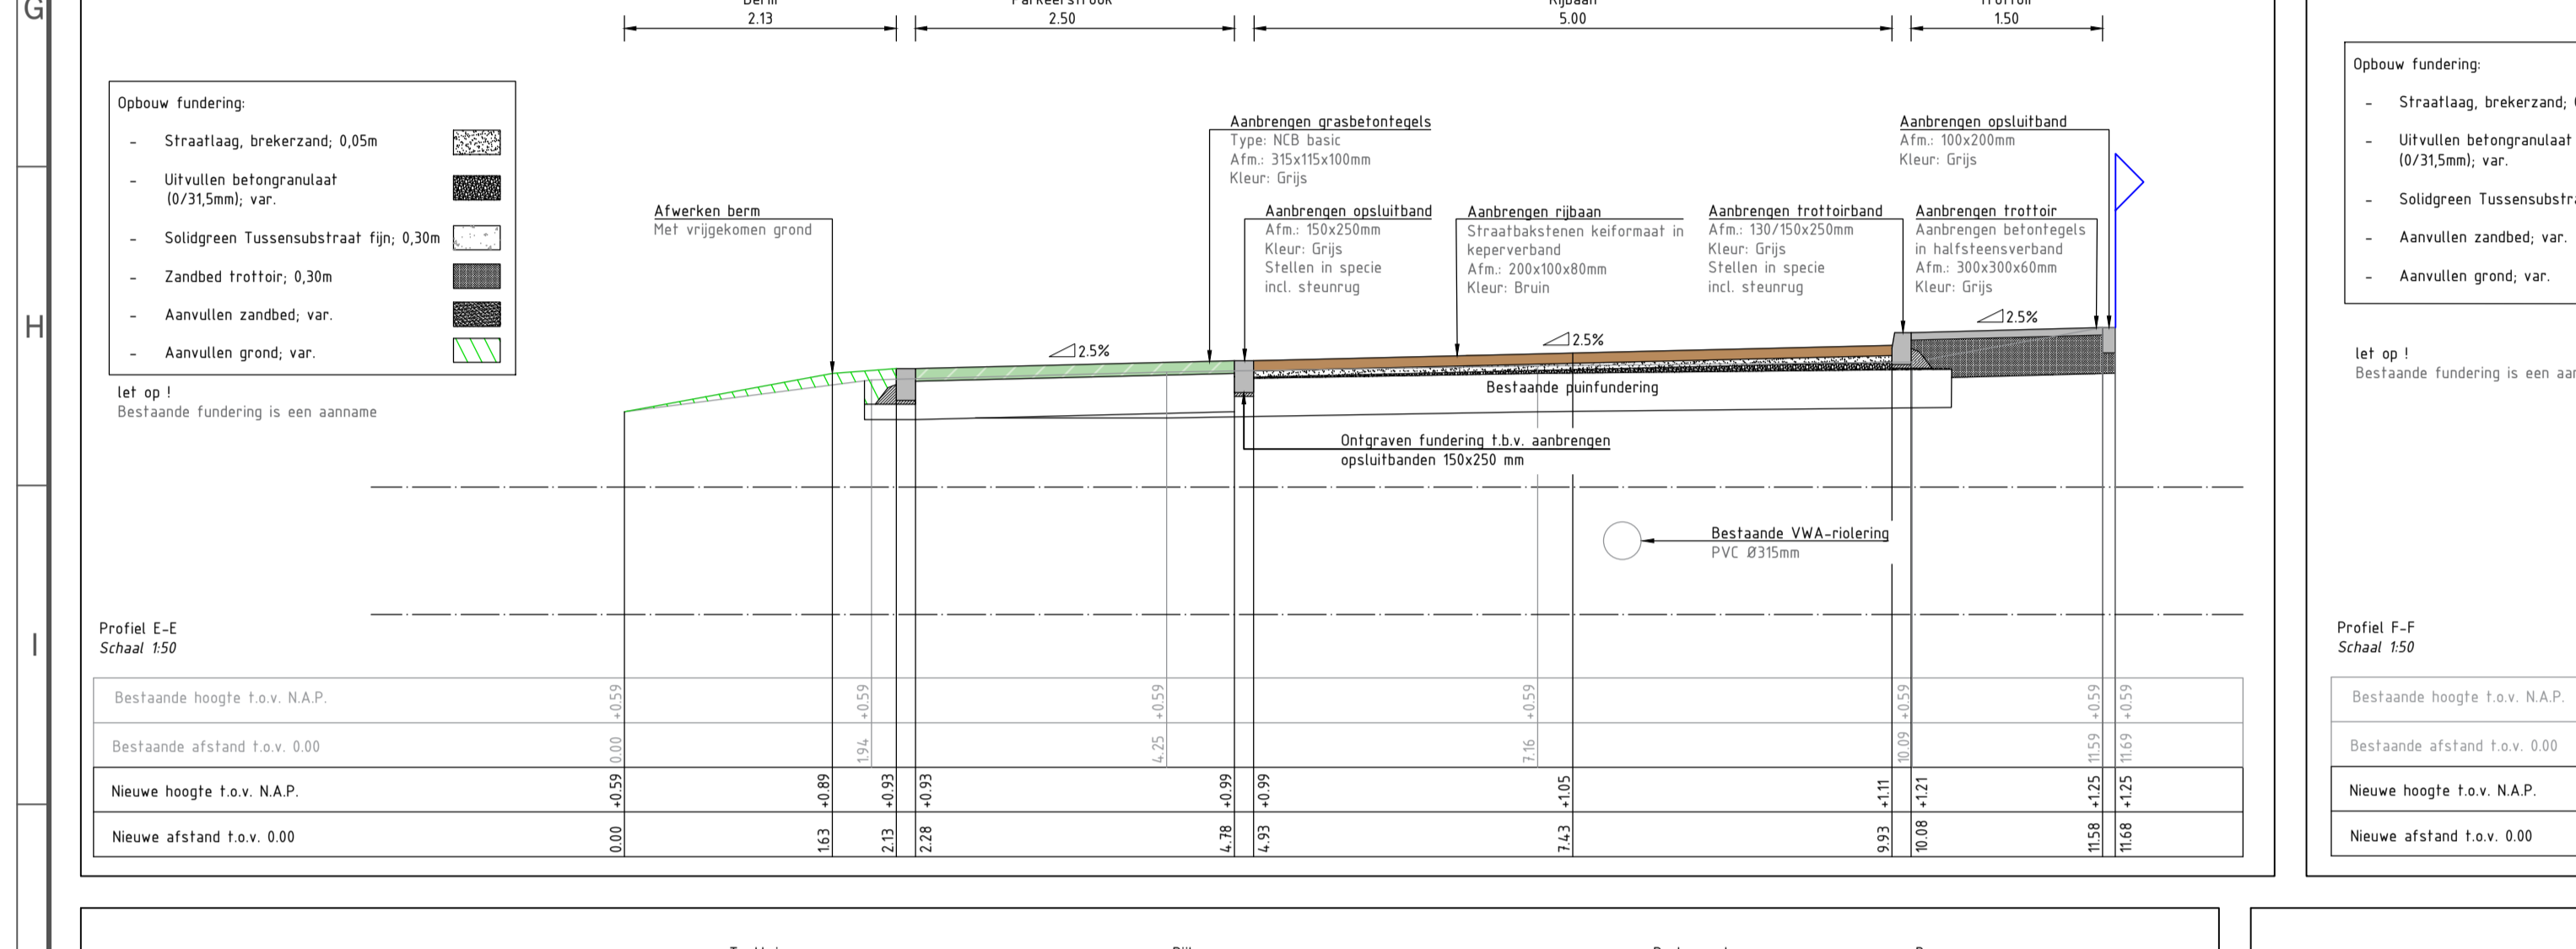 G
H
I
2.13
2.50
5.00
1.50
Opbouw fundering:
- Straatlaag, brekerzand; 0,05m
- Uitvullen betongranulaat
(0/31,5mm); var.
- Solidgreen Tussensubstraat fijn; 0,30m
- Zandbed trottoir; 0,30m
- Aanvullen zandbed; var.
- Aanvullen grond; var.
let op !
Bestaande fundering is een aanname
Afwerken berm
Met vrijgekomen grond
Aanbrengen grasbetontegels
Type: NCB basic
Afm.: 315x115x100mm
Kleur: Grijs
Aanbrengen opsluitband
Afm.: 150x250mm
Kleur: Grijs
Stellen in specie
incl. steunrug
Aanbrengen rijbaan
Straatbakstenen keiformaat in
keperverband
Afm.: 200x100x80mm
Kleur: Bruin
Aanbrengen trottoirband
Afm.: 130/150x250mm
Kleur: Grijs
Stellen in specie
incl. steunrug
Aanbrengen opsluitband
Afm.: 100x200mm
Kleur: Grijs
Aanbrengen trottoir
Aanbrengen betontegels
in halfsteensverband
Afm.: 300x300x60mm
Kleur: Grijs
2.5%
2.5%
2.5%
Bestaande puinfundering
Ontgraven fundering t.b.v. aanbrengen
opsluitbanden 150x250 mm
Bestaande VWA-riolering
PVC Ø315mm
Profiel E-E
Schaal 1:50
Bestaande hoogte t.o.v. N.A.P. +0.59 +0.59 +0.59 +0.59 +0.59 +0.59 +0.59
Bestaande afstand t.o.v. 0.00 0.00 1.94 4.25 7.16 10.09 11.59 11.69
Nieuwe hoogte t.o.v. N.A.P. +0.59 +0.89 +0.93 +0.93 +0.99 +0.99 +1.05 +1.11 +1.21 +1.25 +1.25
Nieuwe afstand t.o.v. 0.00 0.00 1.63 2.13 2.28 4.78 4.93 7.43 9.93 10.08 11.58 11.68
Opbouw fundering:
- Straatlaag, brekerzand;
- Uitvullen betongranulaat
(0/31,5mm); var.
- Solidgreen
- Aanvullen zandbed; var.
- Aanvullen grond; var.
let op !
Bestaande fundering is een
Profiel F-F
Schaal 1:50
Bestaande hoogte t.o.v. N.A.P.
Bestaande afstand t.o.v. 0.00
Nieuwe hoogte t.o.v. N.A.P.
Nieuwe afstand t.o.v. 0.00